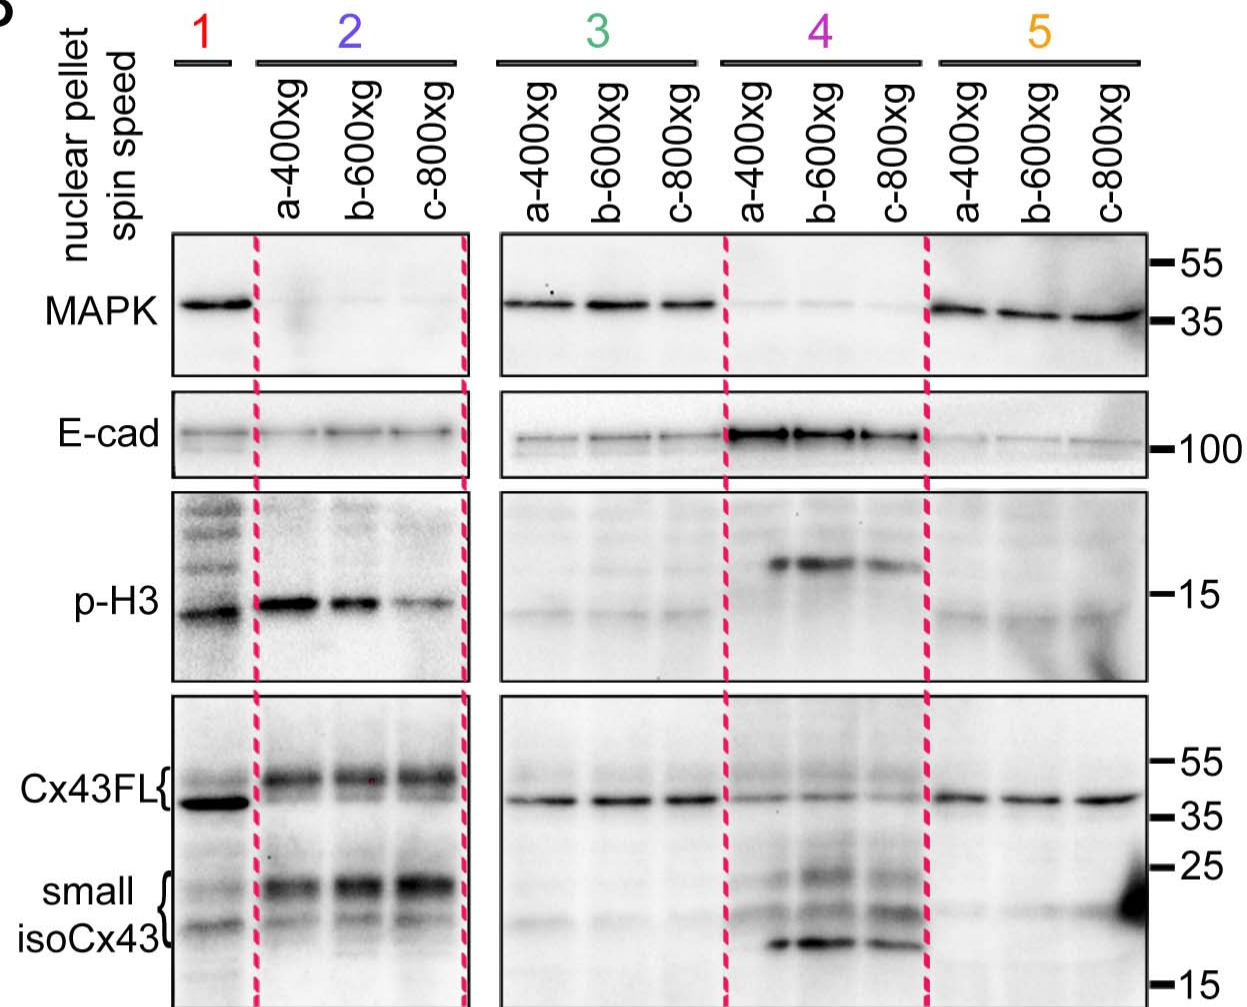 1 2 3 4 5
nuclear pellet
spin speed
a-400xg
b-600xg
c-800xg
a-400xg
b-600xg
c-800xg
a-400xg
b-600xg
c-800xg
a-400xg
b-600xg
c-800xg
MAPK
55
35
E-cad
100
p-H3
15
Cx43FL{
55
35
small
isoCx43{
25
15